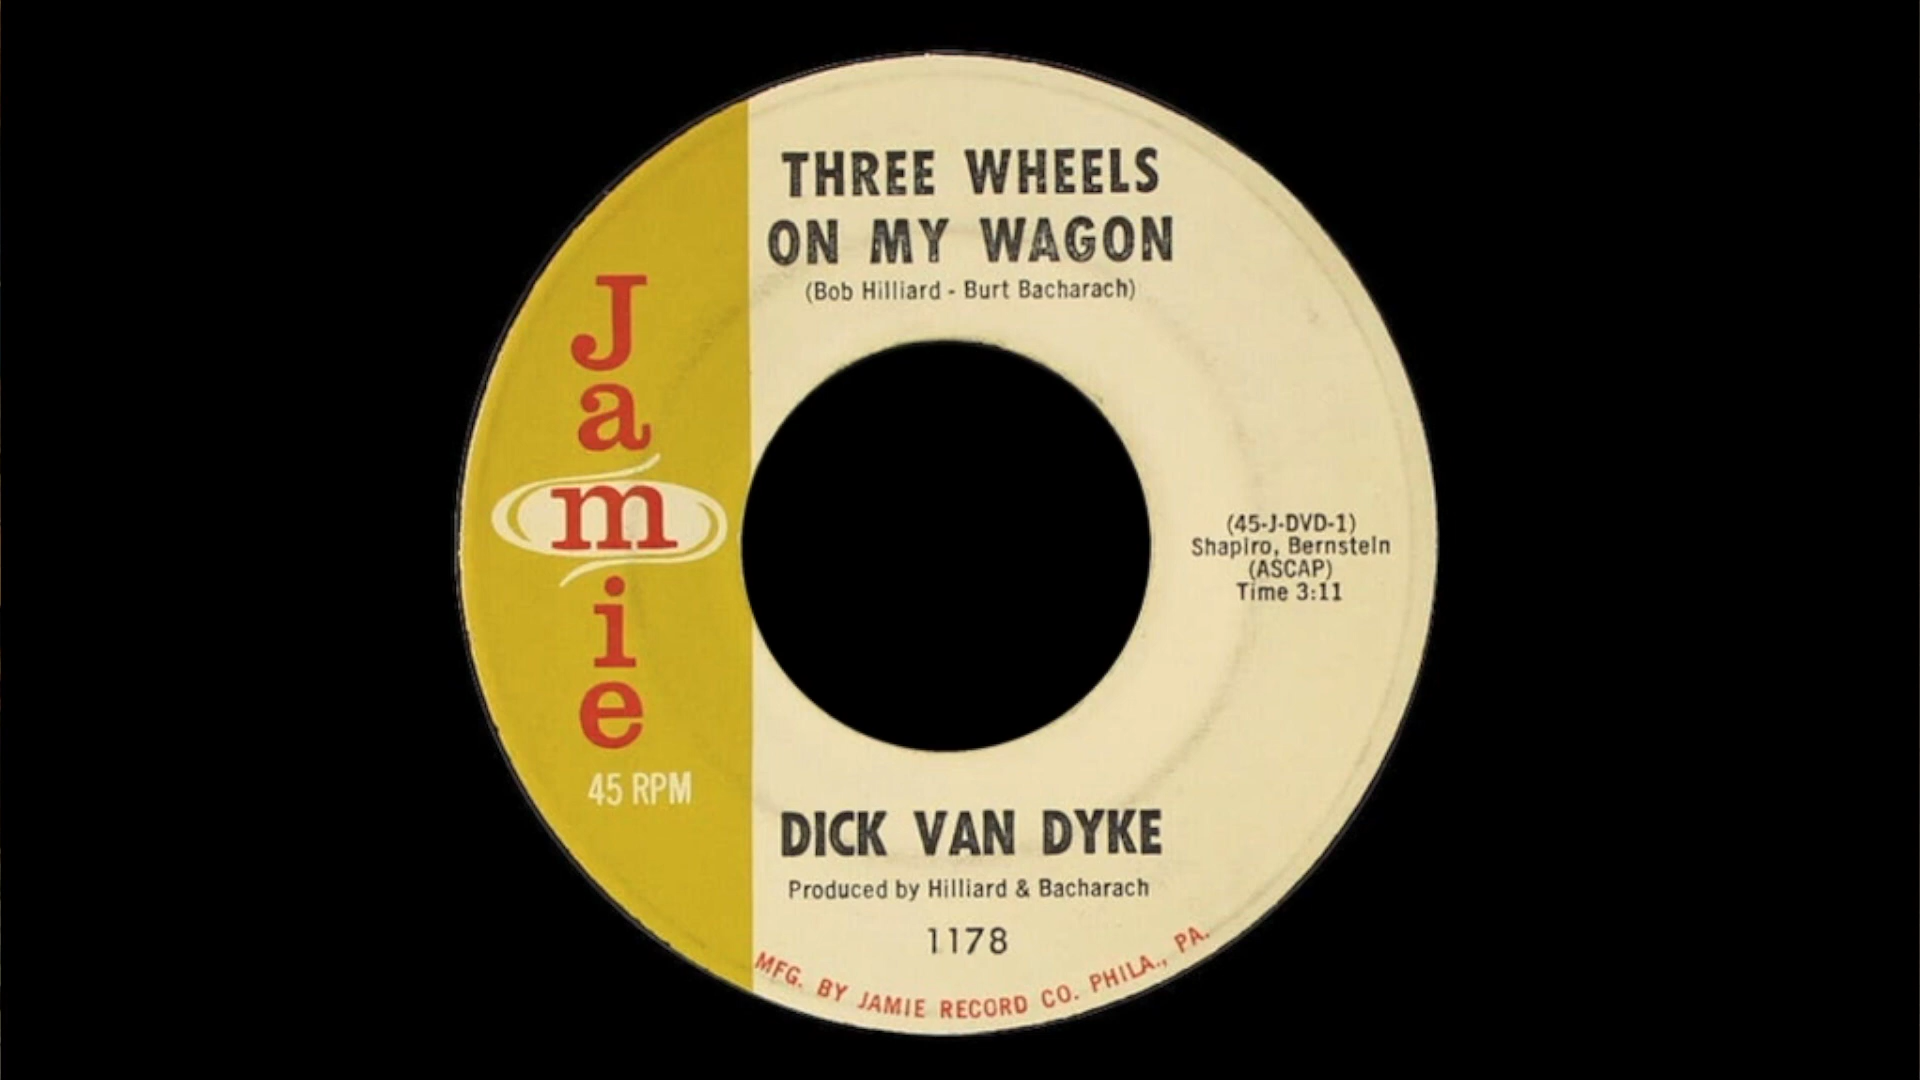 THREE WHEELS
ON MY WAGON
(Bob Hilliard - Burt Bacharach)
Jamie
45 RPM
(45-J-DVD-1)
Shapiro, Bernstein
(ASCAP)
Time 3:11
DICK VAN DYKE
Produced by Hilliard & Bacharach
1178
MFG. BY JAMIE RECORD CO. PHILA., PA.